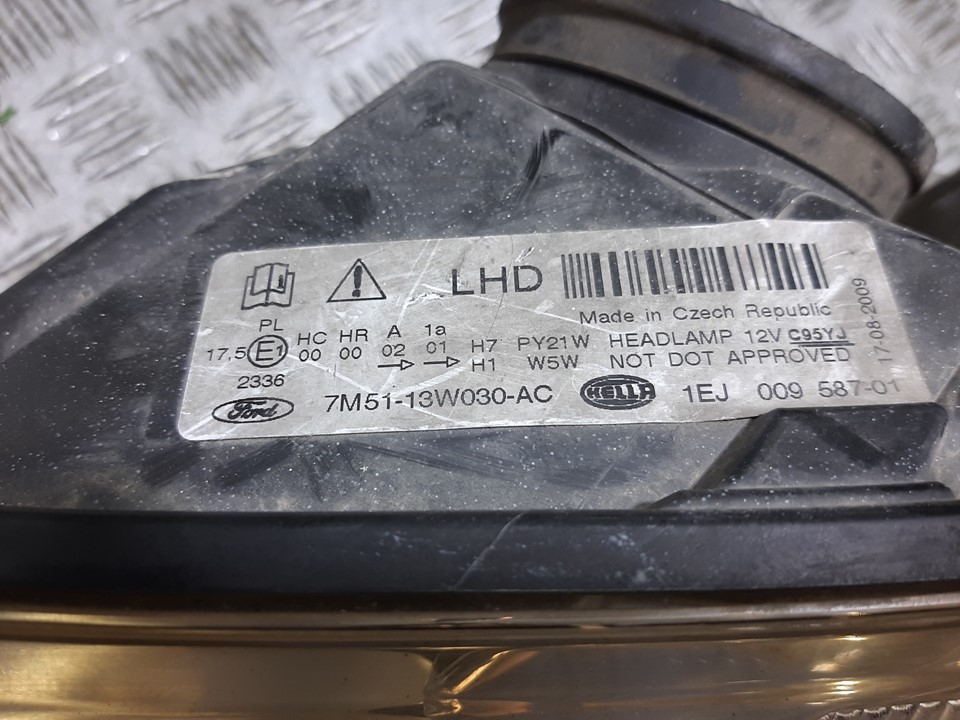 LHD
Made in Czech Republic
PL HC HR A 1a
17,5 E1 00 00 02 01 H7 PY21W HEADLAMP 12V C95YJ
2336 → → H1 W5W NOT DOT APPROVED
Ford 7M51-13W030-AC HELLA 1EJ 009 587-01
17-08-2009